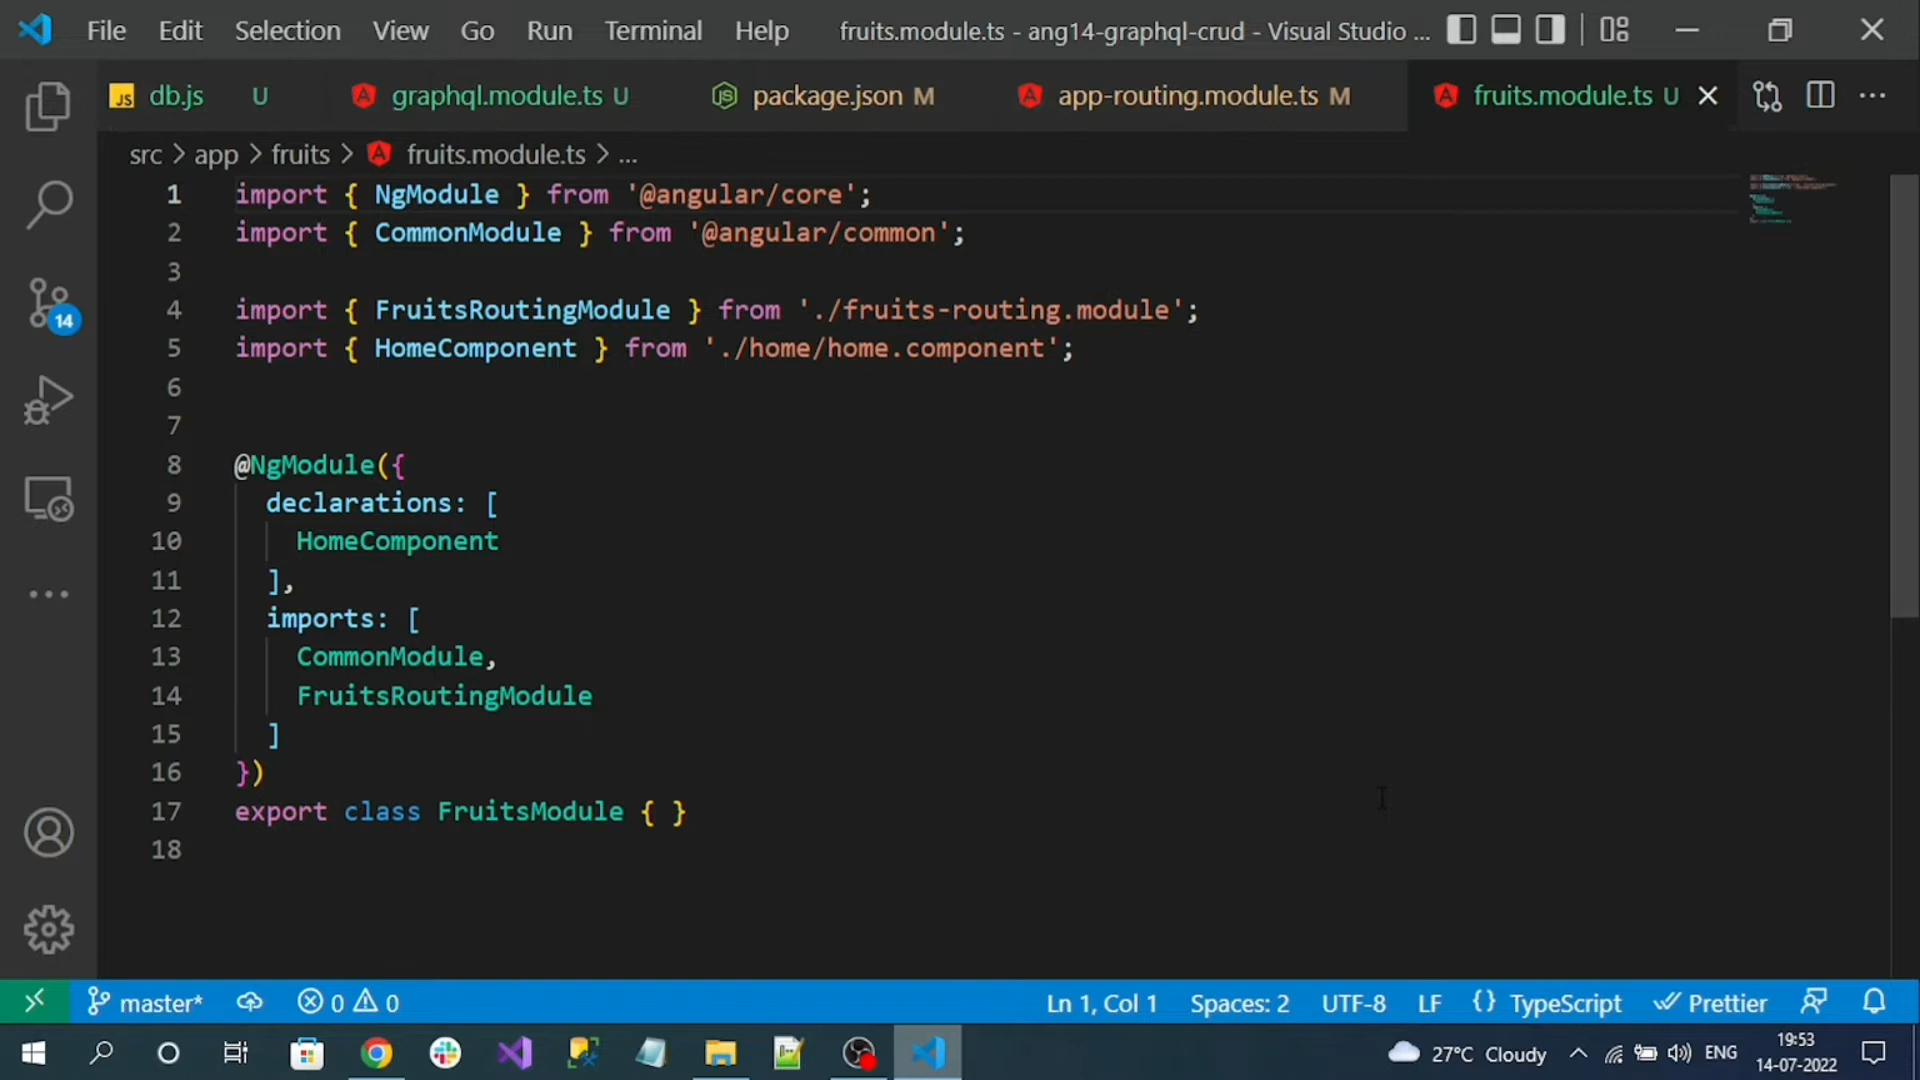 File Edit Selection View Go Run Terminal Help fruits.module.ts - ang14-graphql-crud - Visual Studio ...
JS db.js U graphql.module.ts U JS package.json M app-routing.module.ts M fruits.module.ts U
src > app > fruits > fruits.module.ts > ...
1 import { NgModule } from '@angular/core';
2 import { CommonModule } from '@angular/common';
3
4 import { FruitsRoutingModule } from './fruits-routing.module';
5 import { HomeComponent } from './home/home.component';
6
7
8 @NgModule({
9 declarations: [
10 HomeComponent
11 ],
12 imports: [
13 CommonModule,
14 FruitsRoutingModule
15 ]
16 })
17 export class FruitsModule { }
18
14
master* 0 0 Ln 1, Col 1 Spaces: 2 UTF-8 LF {} TypeScript Prettier
27°C Cloudy ENG 19:53
14-07-2022